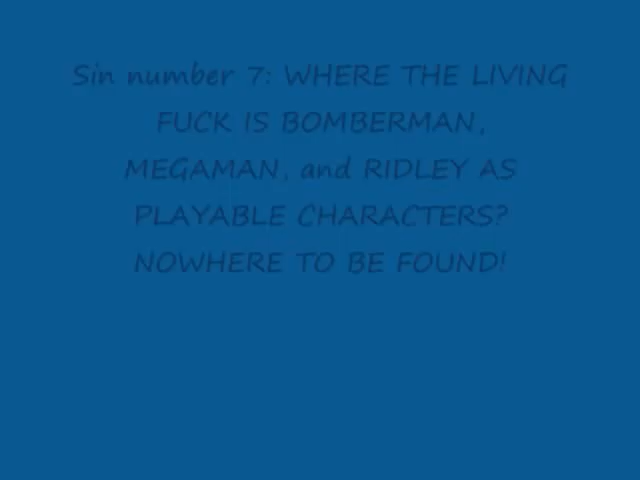 Sin number 7: WHERE THE LIVING
FUCK IS BOMBERMAN,
MEGAMAN, and RIDLEY AS
PLAYABLE CHARACTERS?
NOWHERE TO BE FOUND!